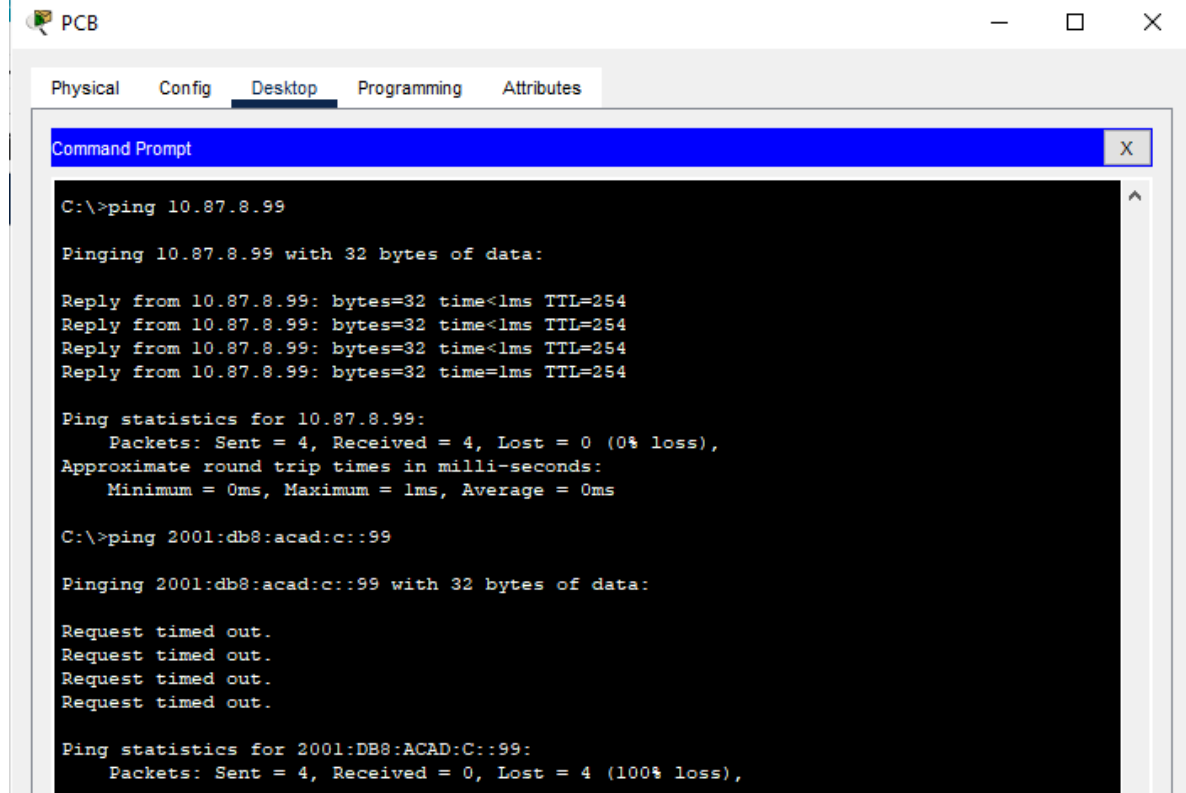 PCB
Physical Config Desktop Programming Attributes
Command Prompt X
C:\>ping 10.87.8.99
Pinging 10.87.8.99 with 32 bytes of data:
Reply from 10.87.8.99: bytes=32 time<1ms TTL=254
Reply from 10.87.8.99: bytes=32 time<1ms TTL=254
Reply from 10.87.8.99: bytes=32 time<1ms TTL=254
Reply from 10.87.8.99: bytes=32 time=1ms TTL=254
Ping statistics for 10.87.8.99:
Packets: Sent = 4, Received = 4, Lost = 0 (0% loss),
Approximate round trip times in milli-seconds:
Minimum = 0ms, Maximum = 1ms, Average = 0ms
C:\>ping 2001:db8:acad:c::99
Pinging 2001:db8:acad:c::99 with 32 bytes of data:
Request timed out.
Request timed out.
Request timed out.
Request timed out.
Ping statistics for 2001:DB8:ACAD:C::99:
Packets: Sent = 4, Received = 0, Lost = 4 (100% loss),